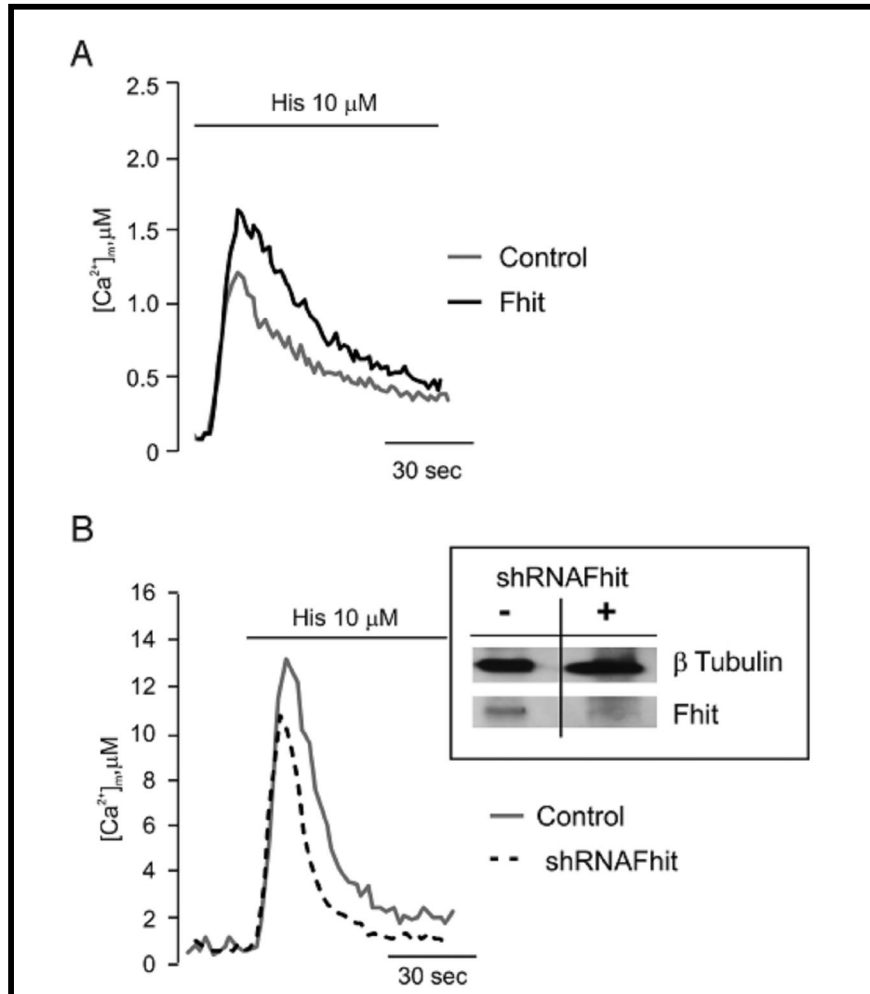 A
2.5
2.0
1.5
1.0
0.5
0
[Ca²⁺]ₘ,μM
His 10 μM
Control
Fhit
30 sec
B
16
14
12
10
8
6
4
2
0
[Ca²⁺]ₘ,μM
His 10 μM
shRNAFhit
- +
β Tubulin
Fhit
Control
shRNAFhit
30 sec